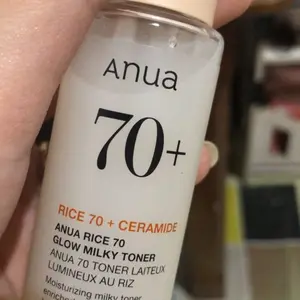 Anua
70+
RICE 70 + CERAMIDE
ANUA RICE 70
GLOW MILKY TONER
ANUA 70 TONER LAITEUX
LUMINEUX AU RIZ
Moisturizing milky toner
enriched